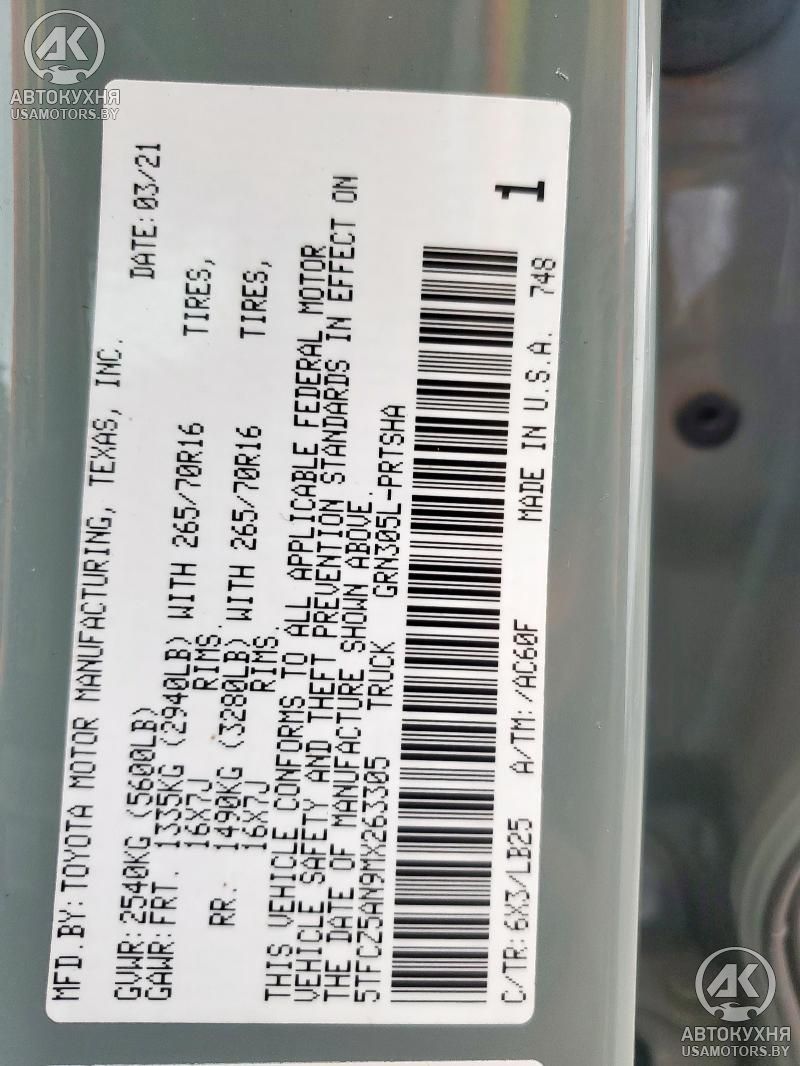 АВТОКУХНЯ
USAMOTORS.BY
MFD.BY:TOYOTA MOTOR MANUFACTURING, TEXAS, INC.
GVWR:2540KG (5600LB) DATE:03/21
GAWR:FRT. 1335KG (2940LB) WITH 265/70R16 TIRES,
16X7J RIMS.
RR.: 1490KG (3280LB) WITH 265/70R16 TIRES,
16X7J RIMS.
THIS VEHICLE CONFORMS TO ALL APPLICABLE FEDERAL MOTOR
VEHICLE SAFETY AND THEFT PREVENTION STANDARDS IN EFFECT ON
THE DATE OF MANUFACTURE SHOWN ABOVE.
5TFCZ5AN9MX263305 TRUCK GRN305L-PRTSHA
C/TR:6X3/LB25 A/TM:/AC60F MADE IN U.S.A. 748
1
АВТОКУХНЯ
USAMOTORS.BY